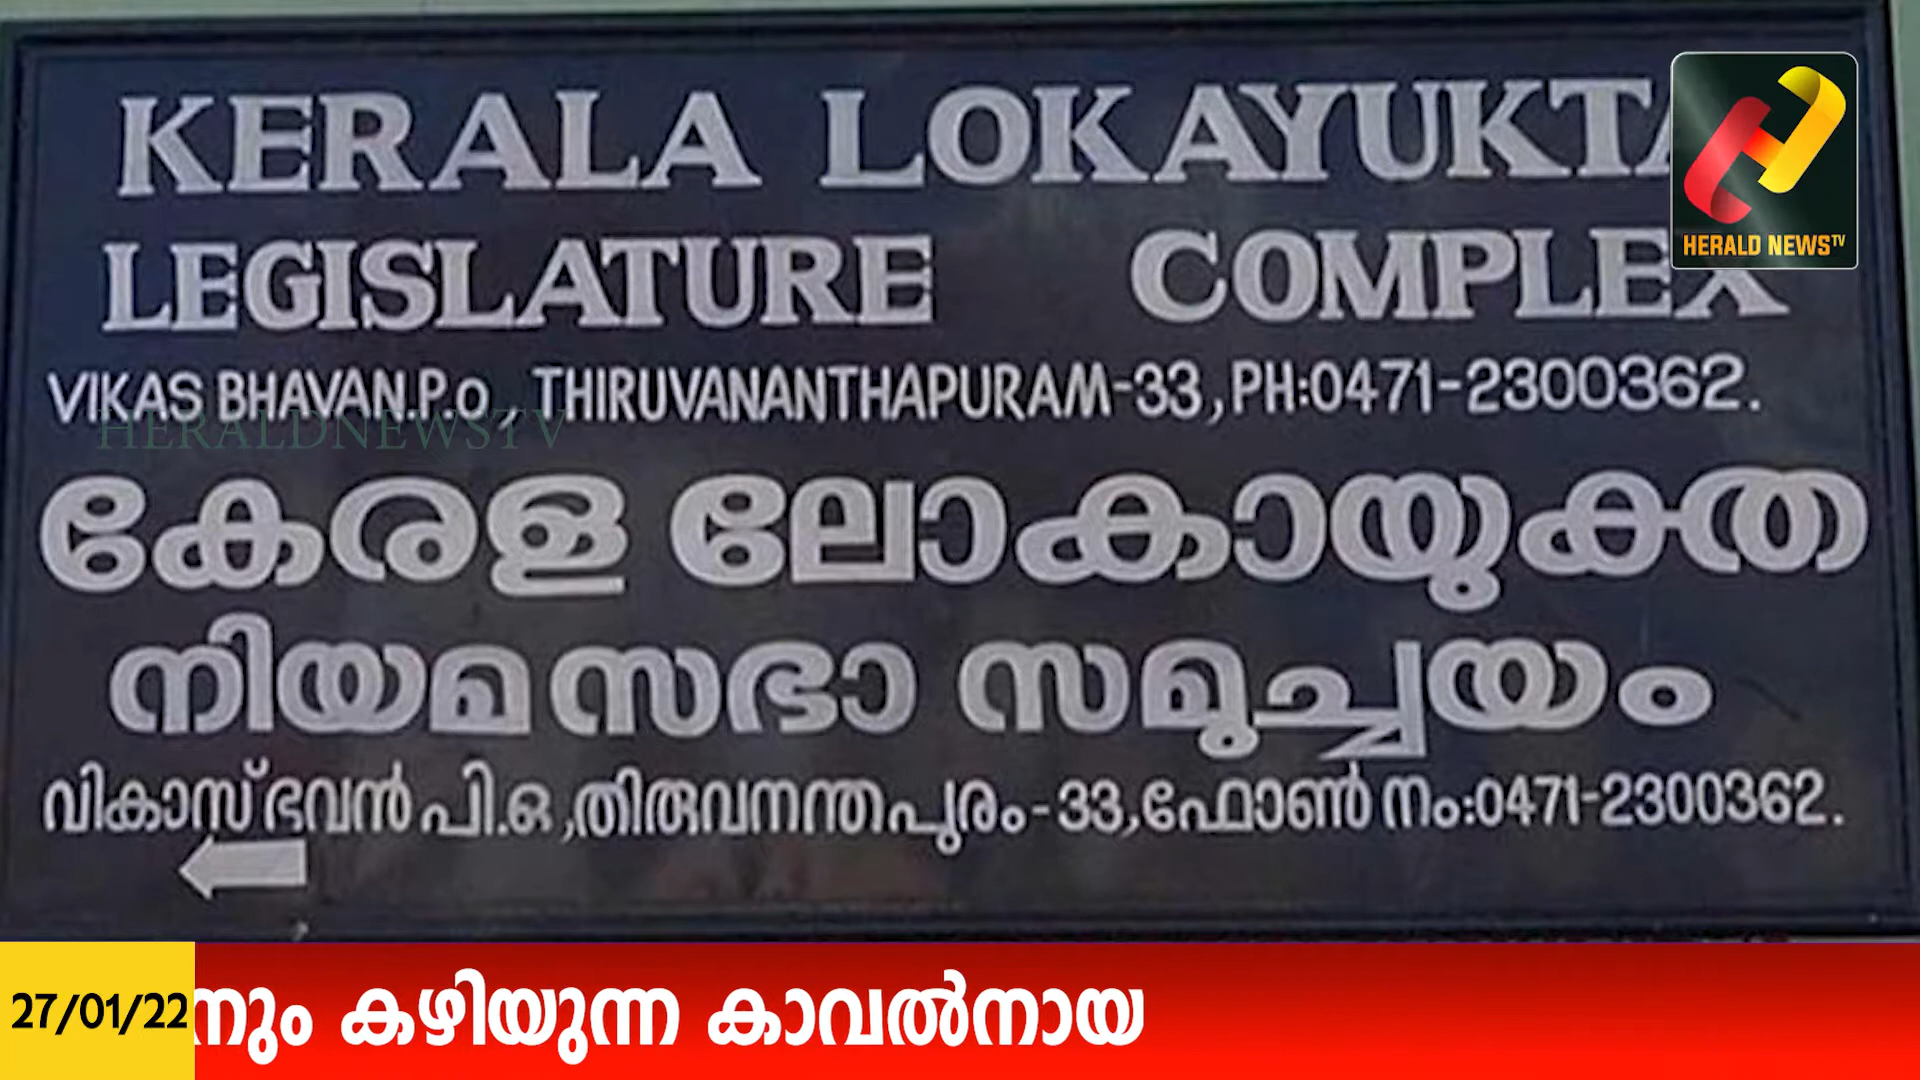 KERALA LOKAYUKTA
LEGISLATURE COMPLEX
VIKAS BHAVAN.P.O, THIRUVANANTHAPURAM-33, PH:0471-2300362.
HERALDNEWSTV
കേരള ലോകായുക്ത
നിയമസഭാ സമുച്ചയം
വികാസ് ഭവൻ പി.ഒ, തിരുവനന്തപുരം-33, ഫോൺ നം:0471-2300362.
HERALD NEWS TV
27/01/22
നും കഴിയുന്ന കാവൽനായ